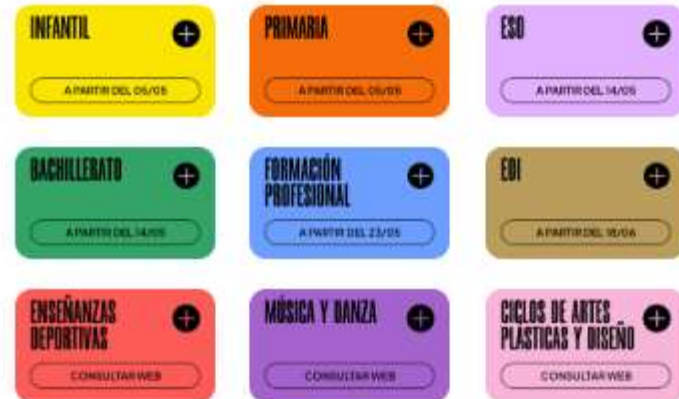 INFANTIL
A PARTIR DEL 05/05
PRIMARIA
A PARTIR DEL 05/05
ESO
A PARTIR DEL 14/05
BACHILLERATO
A PARTIR DEL 14/05
FORMACIÓN
PROFESIONAL
A PARTIR DEL 23/05
EOI
A PARTIR DEL 18/06
ENSEÑANZAS
DEPORTIVAS
CONSULTAR WEB
MÚSICA Y DANZA
CONSULTAR WEB
CICLOS DE ARTES
PLÁSTICAS Y DISEÑO
CONSULTAR WEB